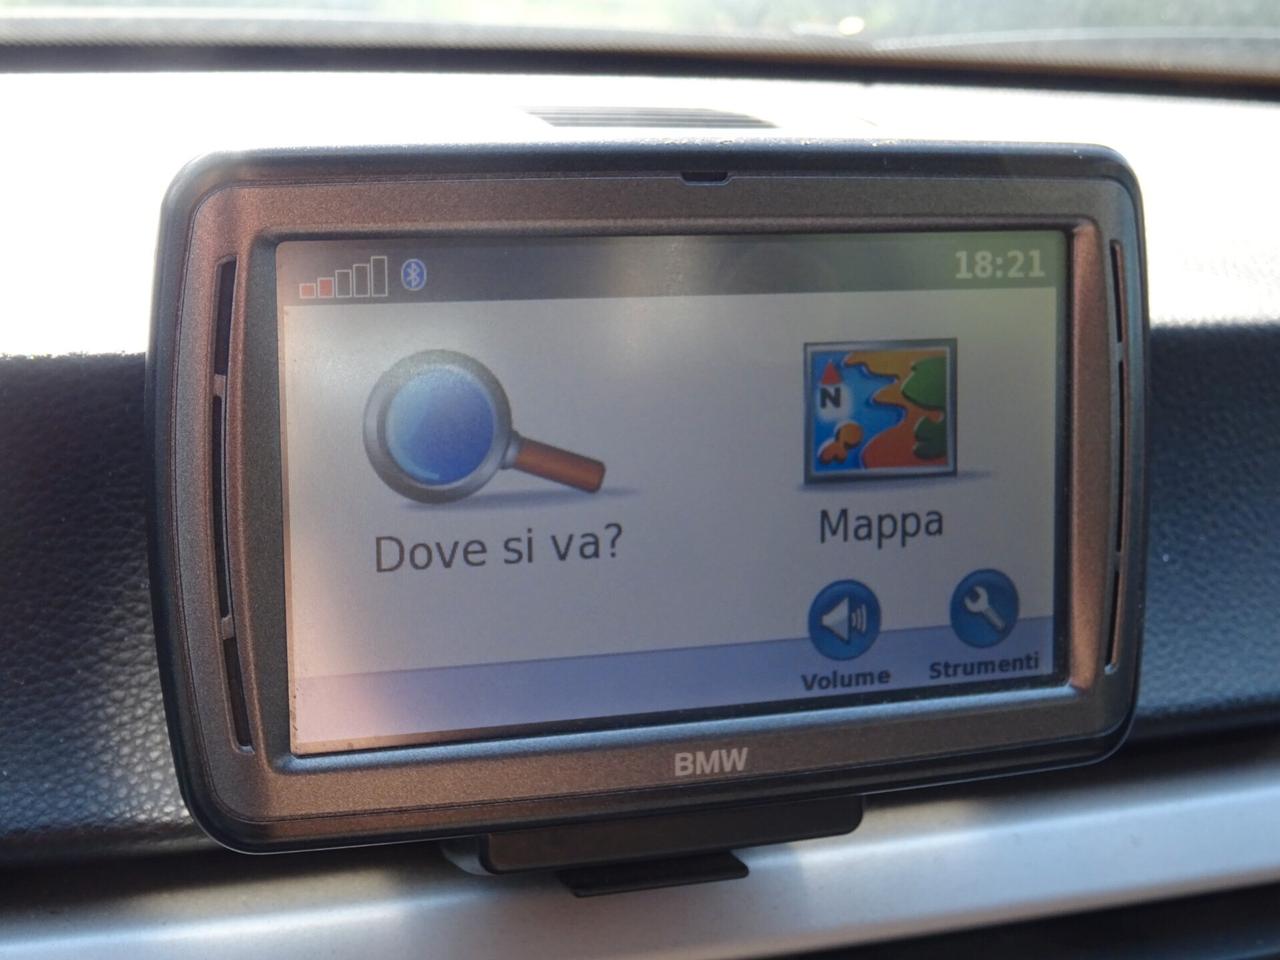 18:21
N
Dove si va?
Mappa
Volume
Strumenti
BMW